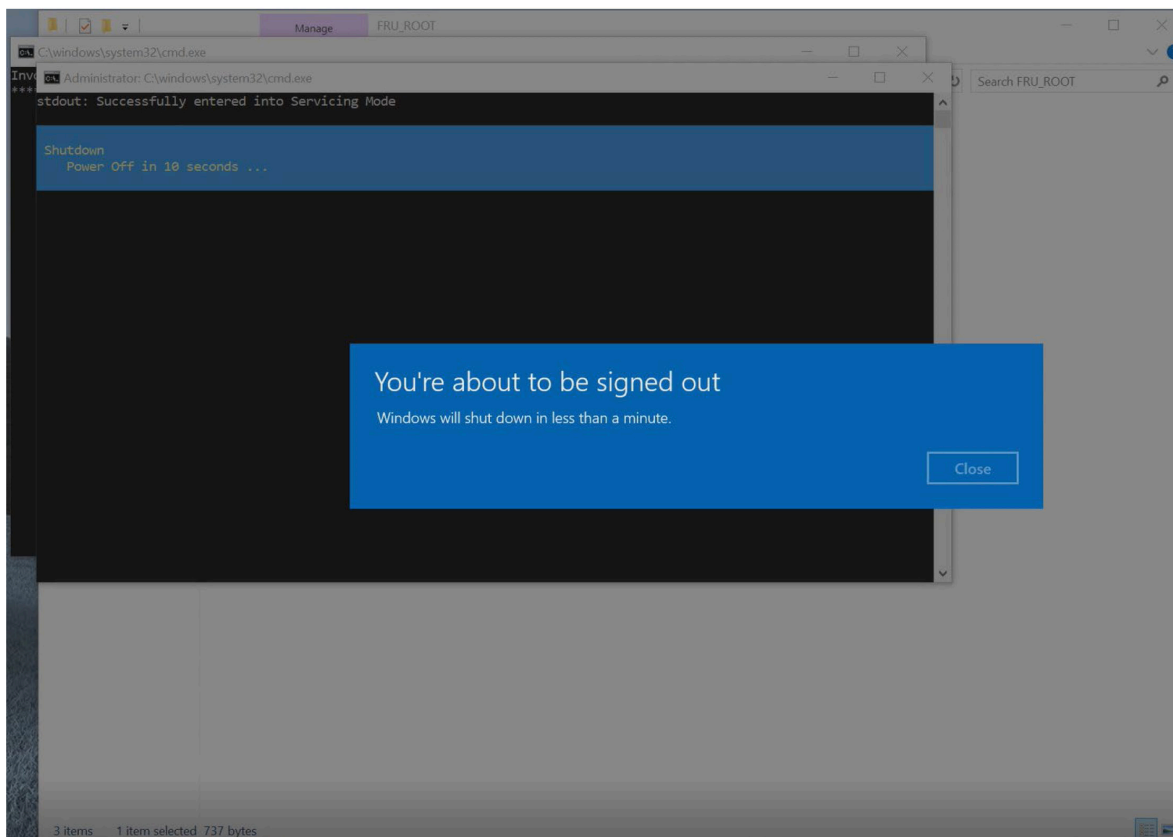 Manage
FRU_ROOT
C:\windows\system32\cmd.exe
Search FRU_ROOT
Administrator: C:\windows\system32\cmd.exe
stdout: Successfully entered into Servicing Mode
Shutdown
Power Off in 10 seconds ...
You're about to be signed out
Windows will shut down in less than a minute.
Close
3 items 1 item selected 737 bytes